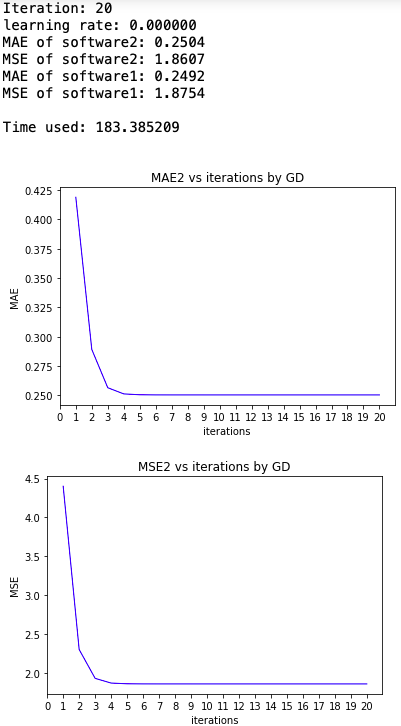 Iteration: 20
learning rate: 0.000000
MAE of software2: 0.2504
MSE of software2: 1.8607
MAE of software1: 0.2492
MSE of software1: 1.8754
Time used: 183.385209
MAE2 vs iterations by GD
0.425
0.400
0.375
0.350
0.325
0.300
0.275
0.250
MAE
0 1 2 3 4 5 6 7 8 9 10 11 12 13 14 15 16 17 18 19 20
iterations
MSE2 vs iterations by GD
4.5
4.0
3.5
3.0
2.5
2.0
MSE
0 1 2 3 4 5 6 7 8 9 10 11 12 13 14 15 16 17 18 19 20
iterations